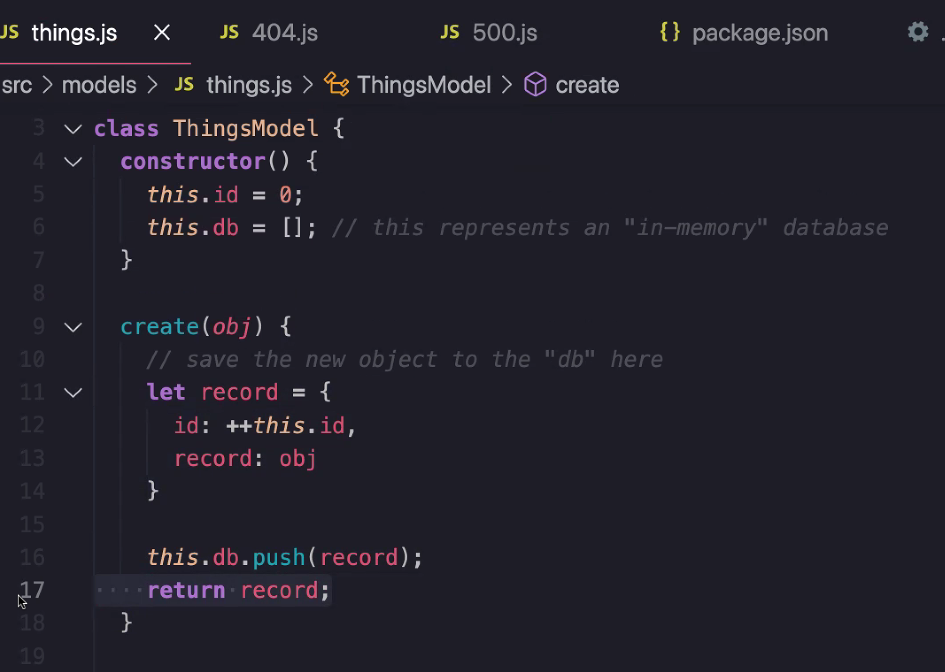 JS things.js × JS 404.js JS 500.js {} package.json
src > models > JS things.js > ThingsModel > create
3 class ThingsModel {
4 constructor() {
5 this.id = 0;
6 this.db = []; // this represents an "in-memory" database
7 }
8
9 create(obj) {
10 // save the new object to the "db" here
11 let record = {
12 id: ++this.id,
13 record: obj
14 }
15
16 this.db.push(record);
17 return record;
18 }
19